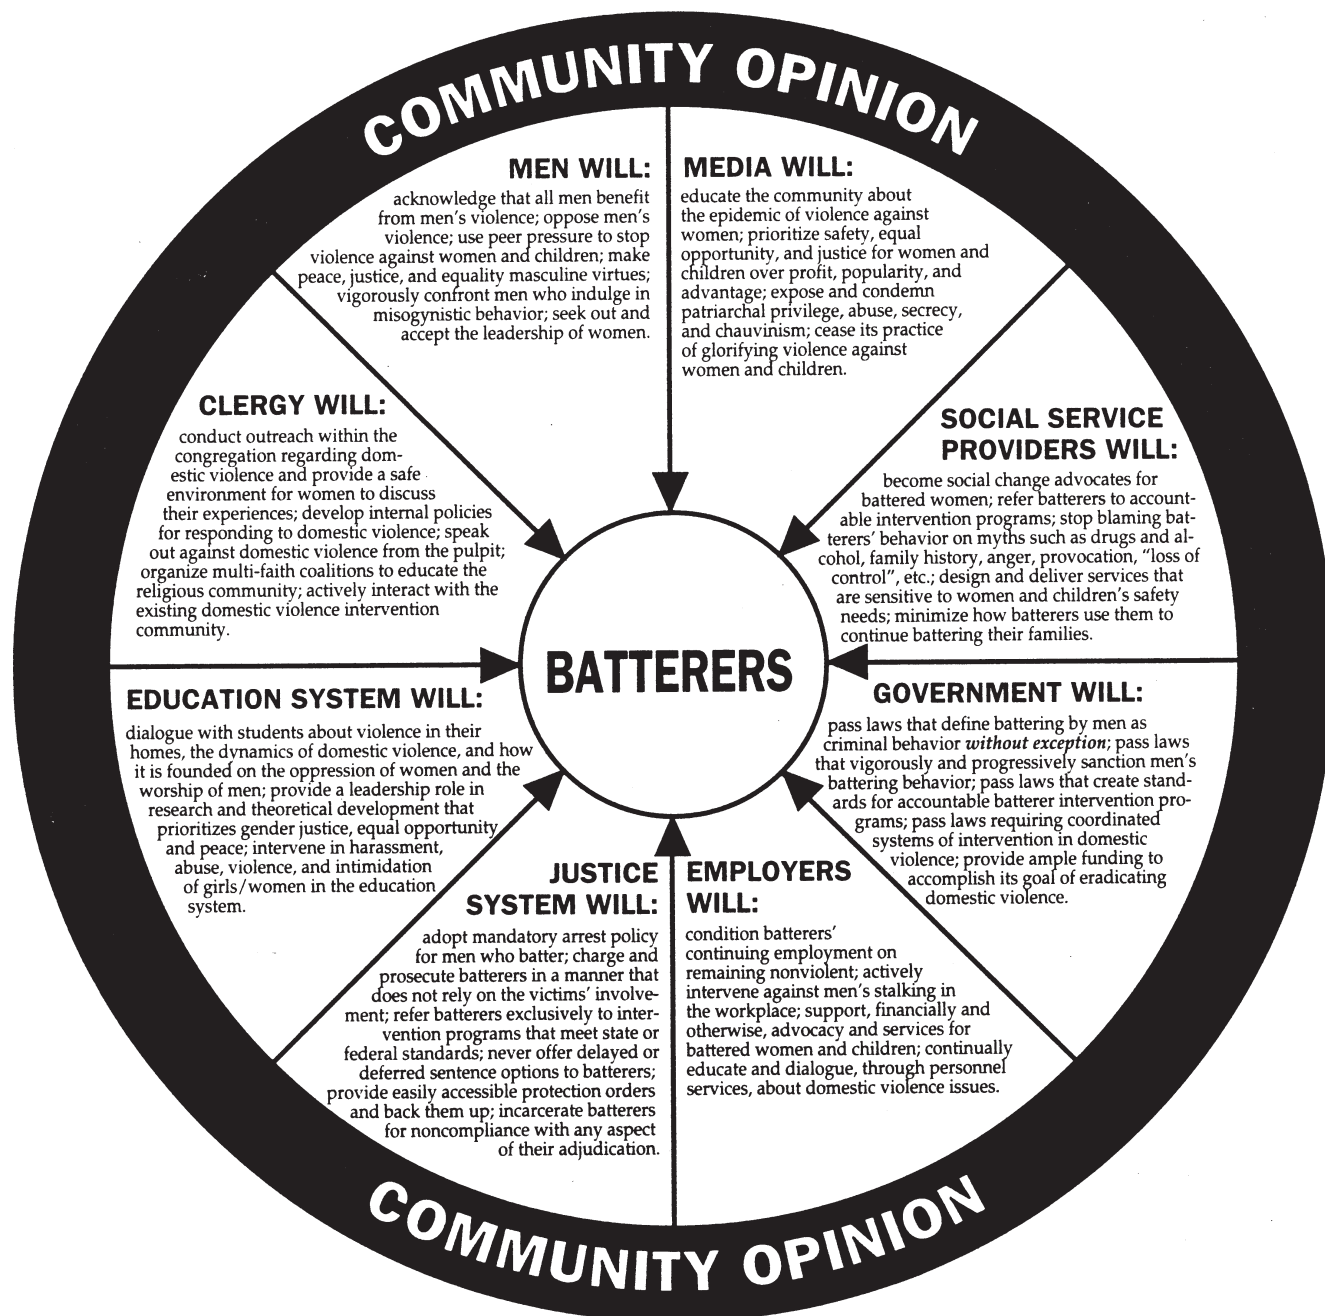 COMMUNITY OPINION
MEN WILL:
acknowledge that all men benefit
from men's violence; oppose men's
violence; use peer pressure to stop
violence against women and children; make
peace, justice, and equality masculine virtues;
vigorously confront men who indulge in
misogynistic behavior; seek out and
accept the leadership of women.
MEDIA WILL:
educate the community about
the epidemic of violence against
women; prioritize safety, equal
opportunity, and justice for women and
children over profit, popularity, and
advantage; expose and condemn
patriarchal privilege, abuse, secrecy,
and chauvinism; cease its practice
of glorifying violence against
women and children.
CLERGY WILL:
conduct outreach within the
congregation regarding dom-
estic violence and provide a safe
environment for women to discuss
their experiences; develop internal policies
for responding to domestic violence; speak
out against domestic violence from the pulpit;
organize multi-faith coalitions to educate the
religious community; actively interact with the
existing domestic violence intervention
community.
SOCIAL SERVICE
PROVIDERS WILL:
become social change advocates for
battered women; refer batterers to account-
able intervention programs; stop blaming bat-
terers' behavior on myths such as drugs and al-
cohol, family history, anger, provocation, "loss of
control", etc.; design and deliver services that
are sensitive to women and children's safety
needs; minimize how batterers use them to
continue battering their families.
BATTERERS
EDUCATION SYSTEM WILL:
dialogue with students about violence in their
homes, the dynamics of domestic violence, and how
it is founded on the oppression of women and the
worship of men; provide a leadership role in
research and theoretical development that
prioritizes gender justice, equal opportunity
and peace; intervene in harassment,
abuse, violence, and intimidation
of girls/women in the education
system.
GOVERNMENT WILL:
pass laws that define battering by men as
criminal behavior without exception; pass laws
that vigorously and progressively sanction men's
battering behavior; pass laws that create stand-
ards for accountable batterer intervention pro-
grams; pass laws requiring coordinated
systems of intervention in domestic
violence; provide ample funding to
accomplish its goal of eradicating
domestic violence.
JUSTICE
SYSTEM WILL:
adopt mandatory arrest policy
for men who batter; charge and
prosecute batterers in a manner that
does not rely on the victims' involve-
ment; refer batterers exclusively to inter-
vention programs that meet state or
federal standards; never offer delayed or
deferred sentence options to batterers;
provide easily accessible protection orders
and back them up; incarcerate batterers
for noncompliance with any aspect
of their adjudication.
EMPLOYERS
WILL:
condition batterers'
continuing employment on
remaining nonviolent; actively
intervene against men's stalking in
the workplace; support, financially and
otherwise, advocacy and services for
battered women and children; continually
educate and dialogue, through personnel
services, about domestic violence issues.
COMMUNITY OPINION